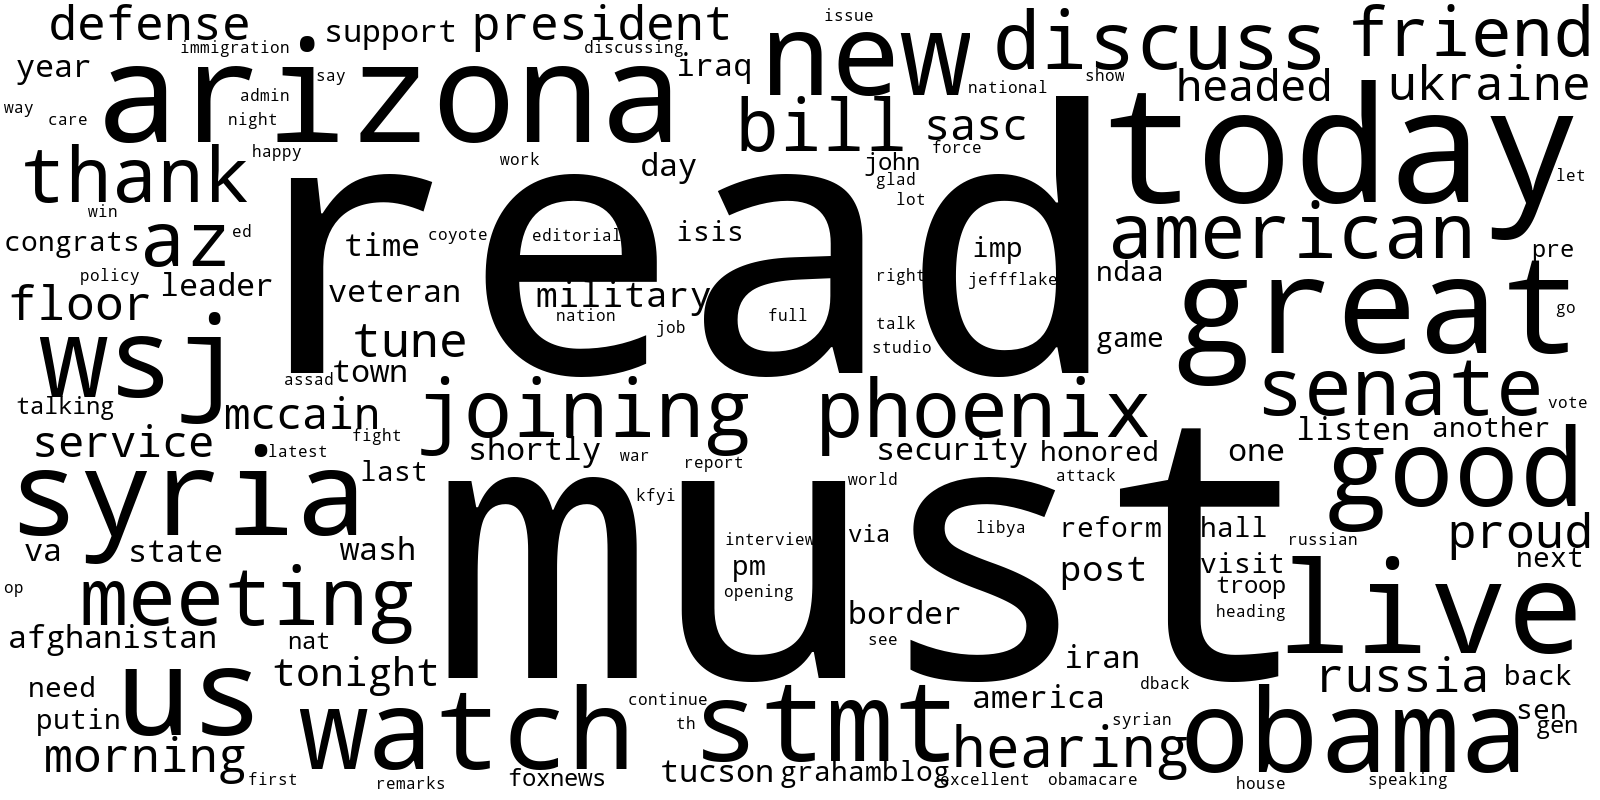 defense support president issue new discuss friend
immigration discussing
year arizona say iraq national show headed ukraine
way care admin night bill sasc today
thank happy work day john force
glad lot let
win read american
congrats az ed time coyote editorial isis imp pre
policy leader veteran military right jeffflake ndaa great
floor nation job full talk go
wsj tune studio game
assad town senate
talking mccain joining phoenix vote
service fight shortly security honored one listen another
syria latest last war report world attack good
kfyi must
va state wash interview via libya reform hall russian proud
pm post visit next
op meeting opening troop live
afghanistan nat border heading
see
need us tonight iran russia back
putin watch continue america dback
th stmt syrian obama sen gen
morning hearing
first remarks foxnews tucson grahamblog excellent obamacare house speaking